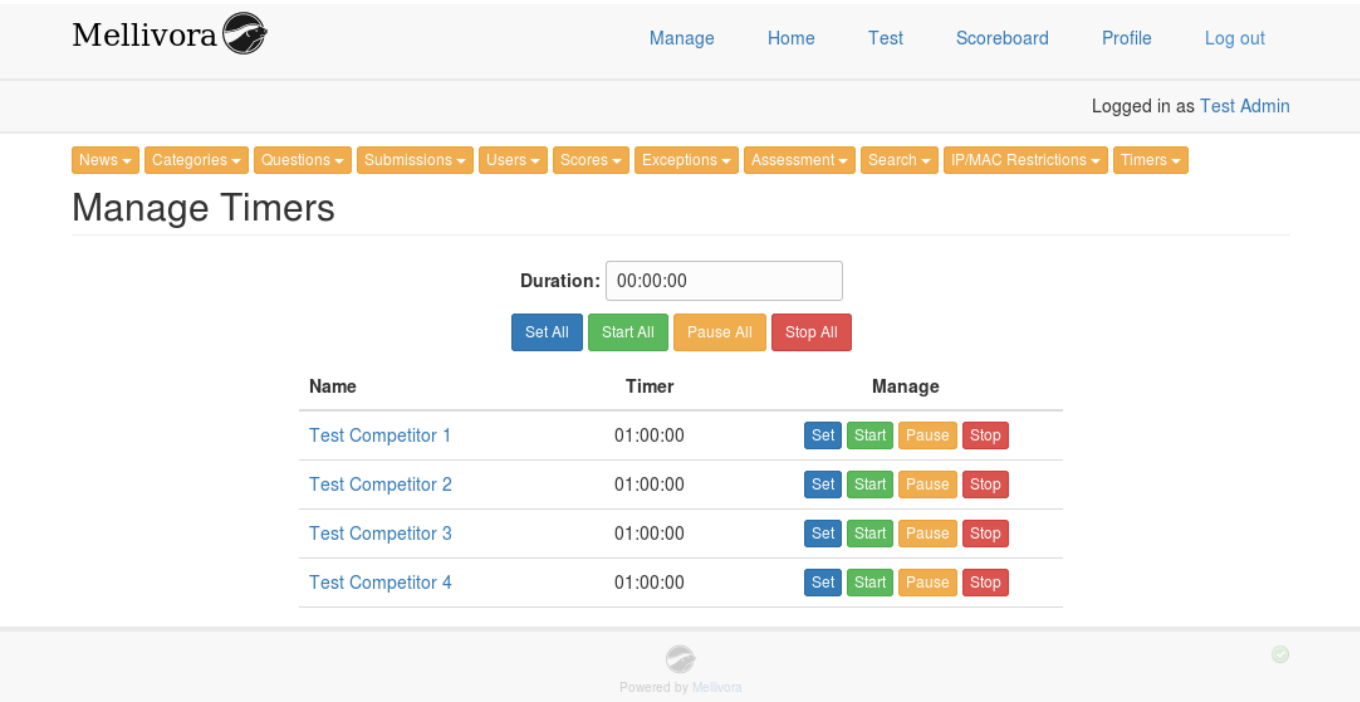 Mellivora
Manage Home Test Scoreboard Profile Log out
Logged in as Test Admin
News Categories Questions Submissions Users Scores Exceptions Assessment Search IP/MAC Restrictions Timers
Manage Timers
Duration: 00:00:00
Set All Start All Pause All Stop All
Name Timer Manage
Test Competitor 1 01:00:00 Set Start Pause Stop
Test Competitor 2 01:00:00 Set Start Pause Stop
Test Competitor 3 01:00:00 Set Start Pause Stop
Test Competitor 4 01:00:00 Set Start Pause Stop
Powered by Mellivora